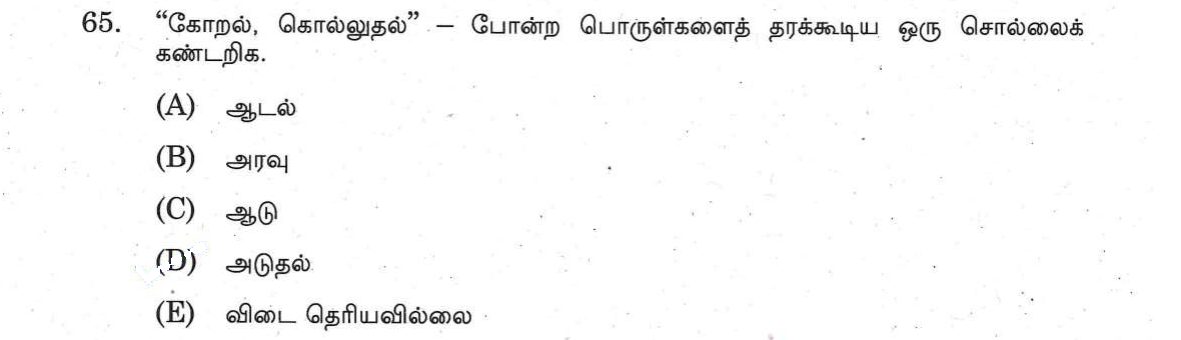 65. “கோறல், கொல்லுதல்” – போன்ற பொருள்களைத் தரக்கூடிய ஒரு சொல்லைக்
கண்டறிக.
(A) ஆடல்
(B) அரவு
(C) ஆடு
(D) அடுதல்
(E) விடை தெரியவில்லை